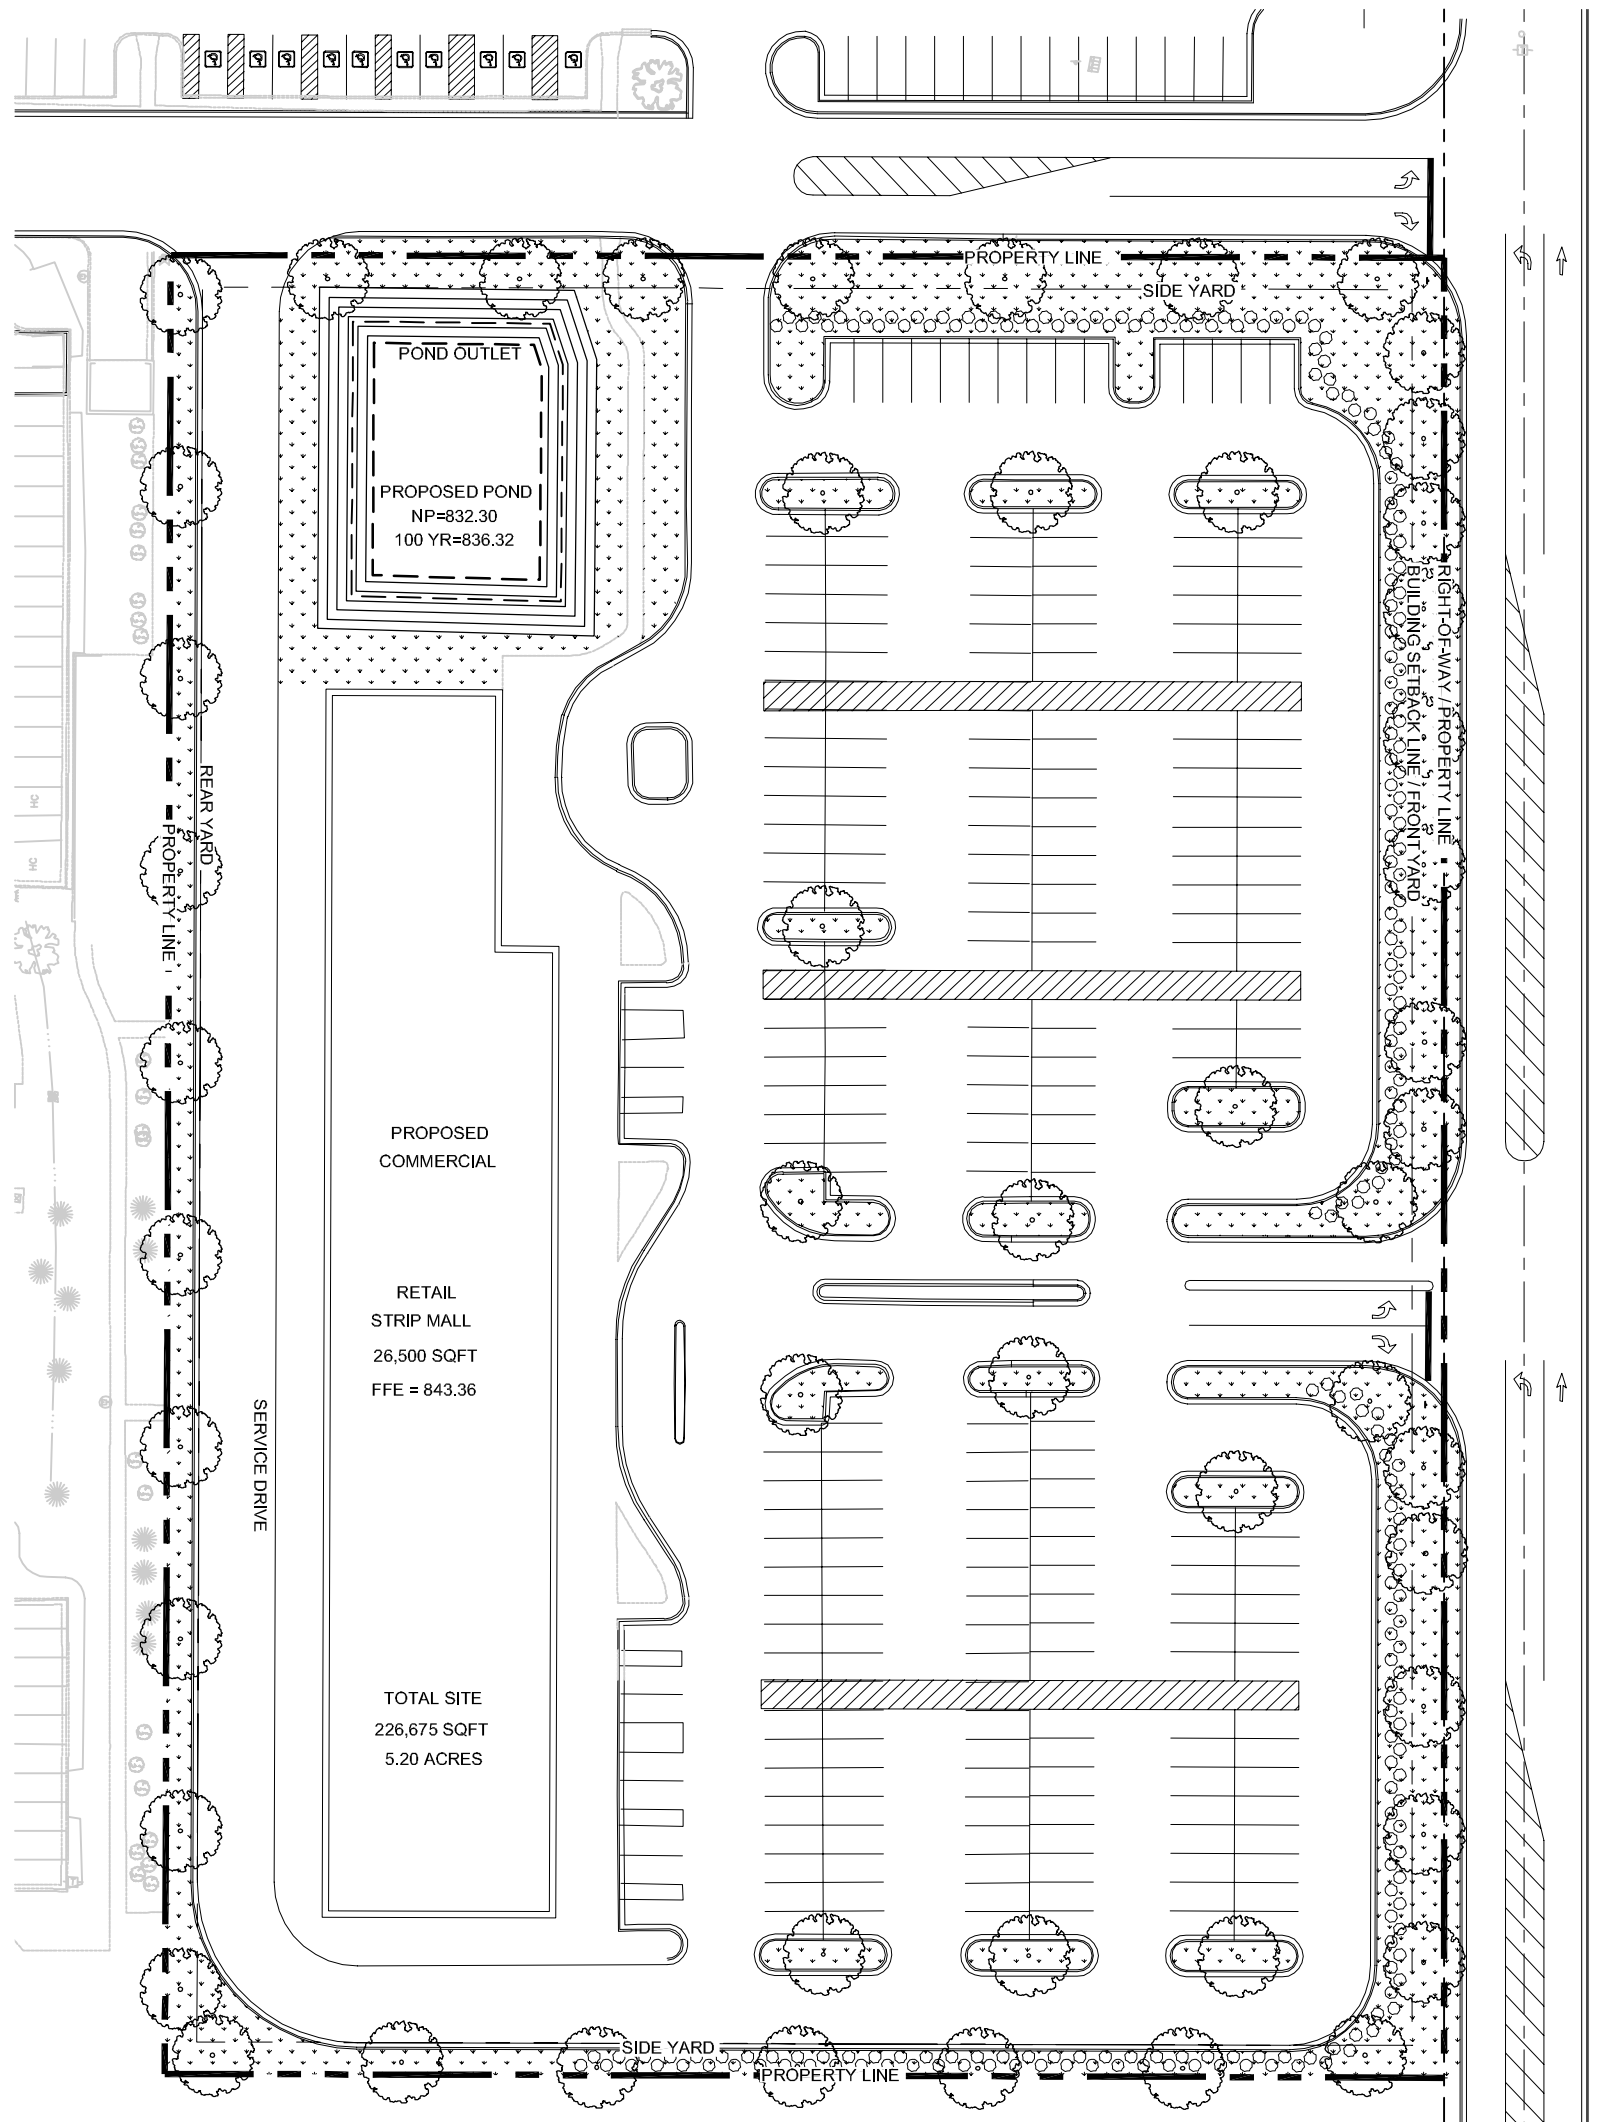 PROPERTY LINE
SIDE YARD
POND OUTLET
PROPOSED POND
NP=832.30
100 YR=836.32
RIGHT-OF-WAY / PROPERTY LINE
BUILDING SETBACK LINE / FRONT YARD
REAR YARD
PROPERTY LINE
HC
HC
PROPOSED
COMMERCIAL
RETAIL
STRIP MALL
26,500 SQFT
FFE = 843.36
SERVICE DRIVE
TOTAL SITE
226,675 SQFT
5.20 ACRES
SIDE YARD
PROPERTY LINE